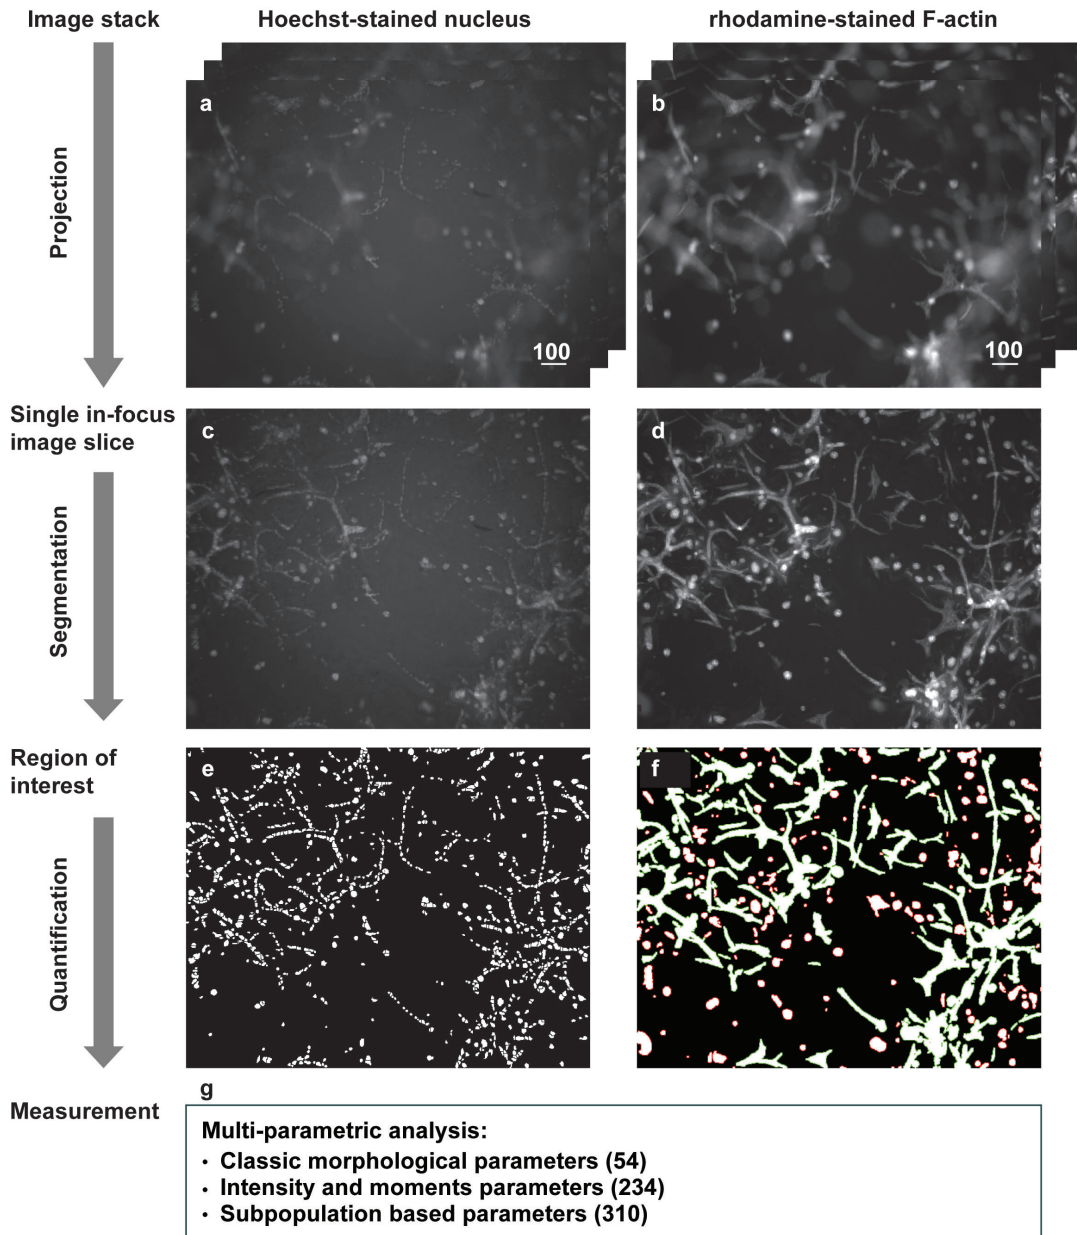 Image stack
Hoechst-stained nucleus
rhodamine-stained F-actin
a
b
Projection
100
100
Single in-focus
image slice
c
d
Segmentation
Region of
interest
e
f
Quantification
g
Measurement
Multi-parametric analysis:
• Classic morphological parameters (54)
• Intensity and moments parameters (234)
• Subpopulation based parameters (310)